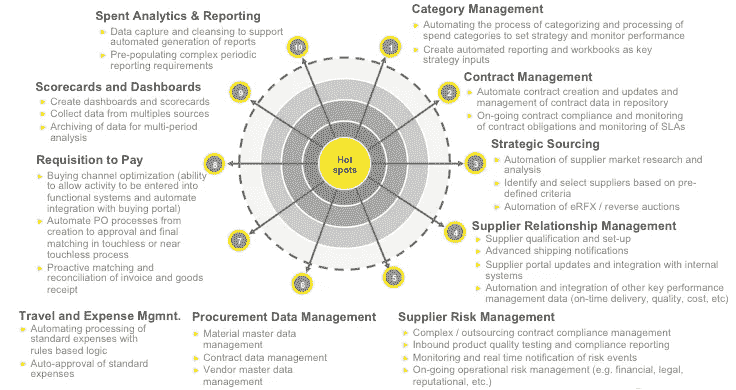 Spent Analytics & Reporting
Data capture and cleansing to support
automated generation of reports
Pre-populating complex periodic
reporting requirements
Category Management
Automating the process of categorizing and processing of
spend categories to set strategy and monitor performance
Create automated reporting and workbooks as key
strategy inputs
Scorecards and Dashboards
Create dashboards and scorecards
Collect data from multiple sources
Archiving of data for multi-period
analysis
Contract Management
Automate contract creation and updates and
management of contract data in repository
On-going contract compliance and monitoring
of contract obligations and monitoring of SLAs
Requisition to Pay
Buying channel optimization (ability
to allow activity to be entered into
functional systems and automate
integration with buying portal)
Automate PO processes from
creation to approval and final
matching in touchless or near
touchless process
Proactive matching and
reconciliation of invoice and goods
receipt
Strategic Sourcing
Automation of supplier market research and
analysis
Identify and select suppliers based on pre-
defined criteria
Automation of eRFX / reverse auctions
Supplier Relationship Management
Supplier qualification and set-up
Advanced shipping notifications
Supplier portal updates and integration with internal
systems
Automation and integration of other key performance
management data (on-time delivery, quality, cost, etc)
Hot
spots
1
2
3
4
5
6
7
8
9
10
Travel and Expense Mgmnt.
Automating processing of
standard expenses with
rules based logic
Auto-approval of standard
expenses
Procurement Data Management
Material master data
management
Contract data management
Vendor master data
management
Supplier Risk Management
Complex / outsourcing contract compliance management
Inbound product quality testing and compliance reporting
Monitoring and real time notification of risk events
On-going operational risk management (e.g. financial, legal,
reputational, etc.)